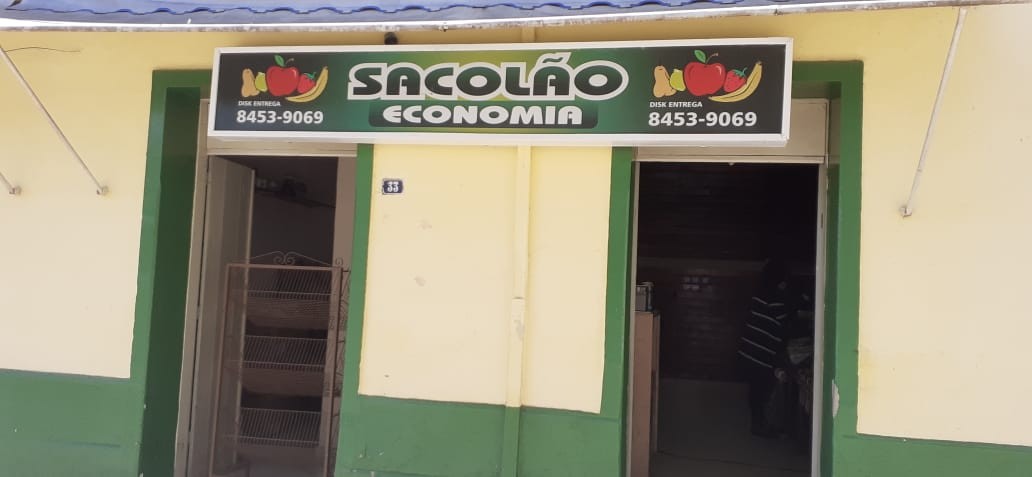 SACOLÃO
ECONOMIA
DISK ENTREGA
8453-9069
DISK ENTREGA
8453-9069
33